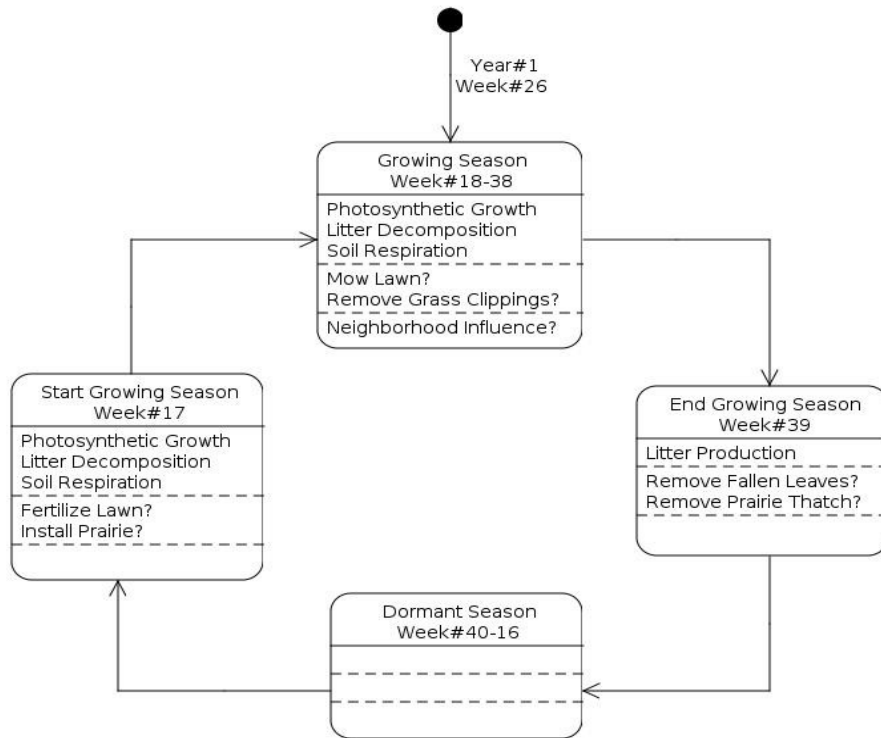 Year#1
Week#26
Growing Season
Week#18-38
Photosynthetic Growth
Litter Decomposition
Soil Respiration
Mow Lawn?
Remove Grass Clippings?
Neighborhood Influence?
Start Growing Season
Week#17
Photosynthetic Growth
Litter Decomposition
Soil Respiration
Fertilize Lawn?
Install Prairie?
End Growing Season
Week#39
Litter Production
Remove Fallen Leaves?
Remove Prairie Thatch?
Dormant Season
Week#40-16